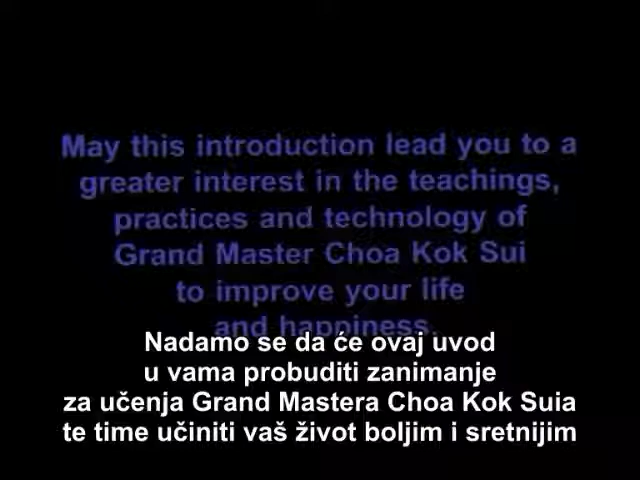 May this introduction lead you to a
greater interest in the teachings,
practices and technology of
Grand Master Choa Kok Sui
to improve your life
and happiness.
Nadamo se da će ovaj uvod
u vama probuditi zanimanje
za učenja Grand Mastera Choa Kok Suia
te time učiniti vaš život boljim i sretnijim